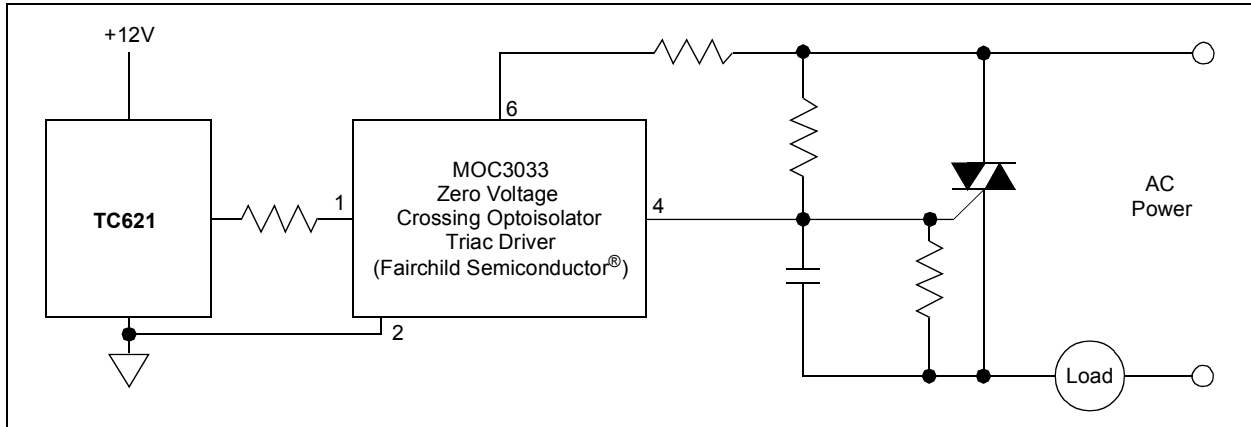 +12V
TC621
1
6
MOC3033
Zero Voltage
Crossing Optoisolator
Triac Driver
(Fairchild Semiconductor®)
4
2
AC
Power
Load